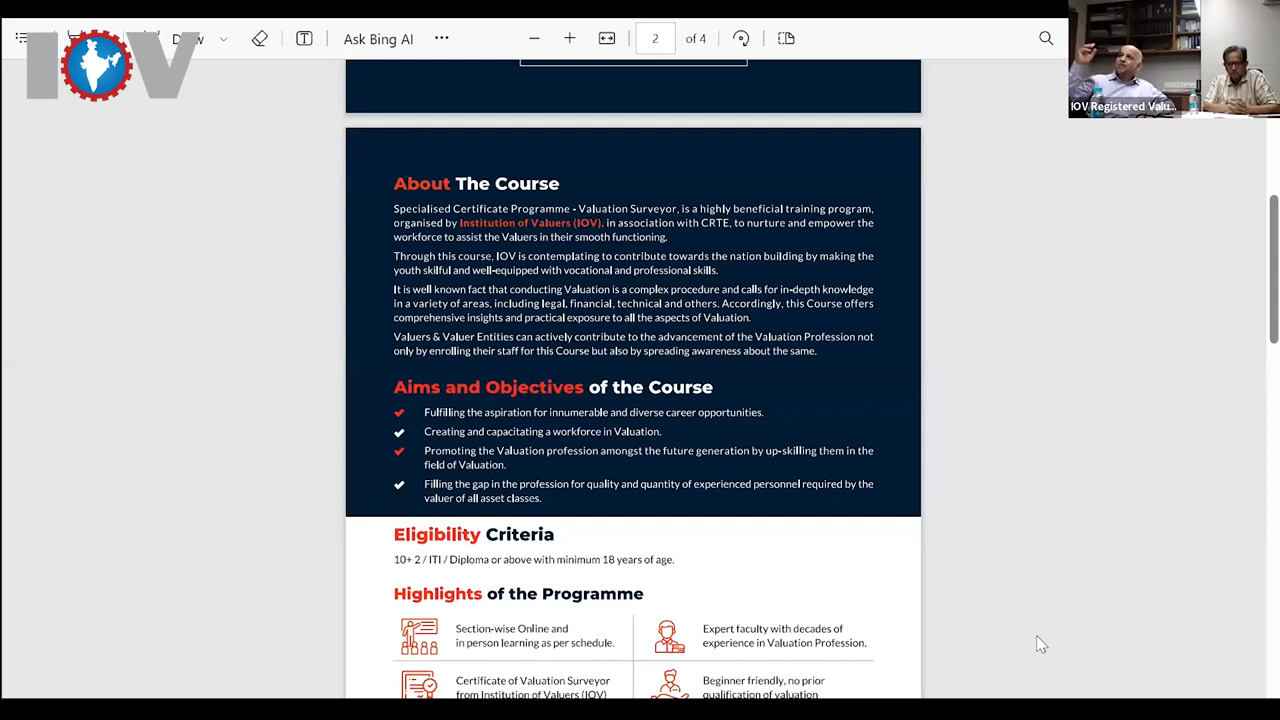 IOV
Draw
Ask Bing AI
2 of 4
IOV Registered Valu...
About The Course
Specialised Certificate Programme - Valuation Surveyor, is a highly beneficial training program,
organised by Institution of Valuers (IOV), in association with CRTE, to nurture and empower the
workforce to assist the Valuers in their smooth functioning.
Through this course, IOV is contemplating to contribute towards the nation building by making the
youth skilful and well-equipped with vocational and professional skills.
It is well known fact that conducting Valuation is a complex procedure and calls for in-depth knowledge
in a variety of areas, including legal, financial, technical and others. Accordingly, this Course offers
comprehensive insights and practical exposure to all the aspects of Valuation.
Valuers & Valuer Entities can actively contribute to the advancement of the Valuation Profession not
only by enrolling their staff for this Course but also by spreading awareness about the same.
Aims and Objectives of the Course
Fulfilling the aspiration for innumerable and diverse career opportunities.
Creating and capacitating a workforce in Valuation.
Promoting the Valuation profession amongst the future generation by up-skilling them in the
field of Valuation.
Filling the gap in the profession for quality and quantity of experienced personnel required by the
valuer of all asset classes.
Eligibility Criteria
10+ 2 / ITI / Diploma or above with minimum 18 years of age.
Highlights of the Programme
Section-wise Online and
in person learning as per schedule.
Expert faculty with decades of
experience in Valuation Profession.
Certificate of Valuation Surveyor
from Institution of Valuers (IOV)
Beginner friendly, no prior
qualification of valuation